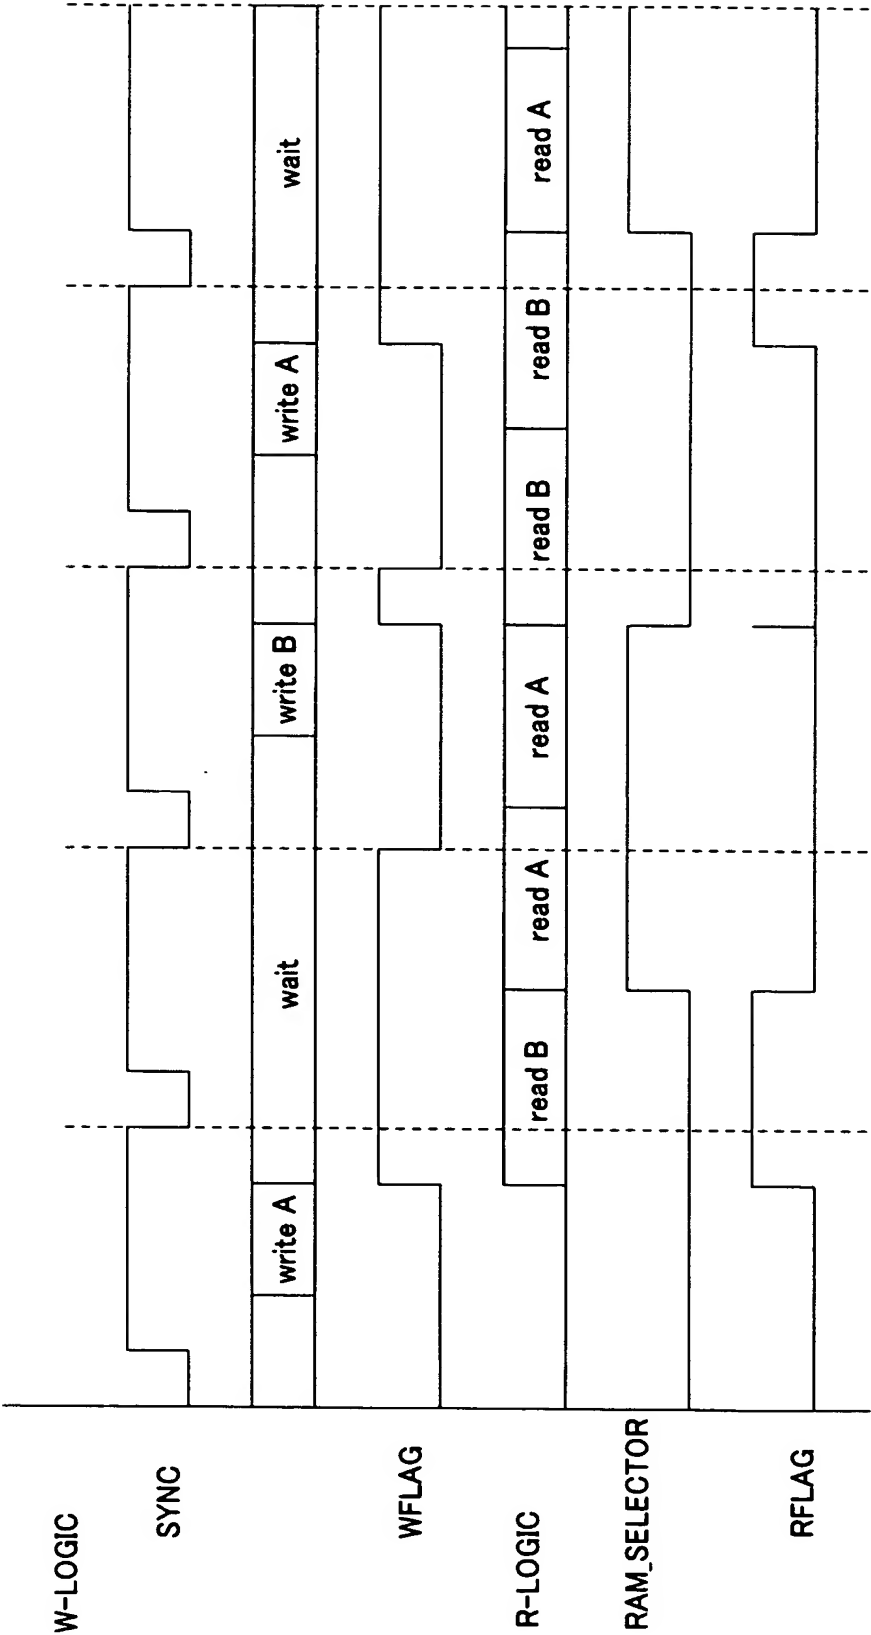 W-LOGIC
SYNC
write A
wait
write B
write A
wait
WFLAG
R-LOGIC
read B
read A
read A
read B
read B
read A
RAM_SELECTOR
RFLAG